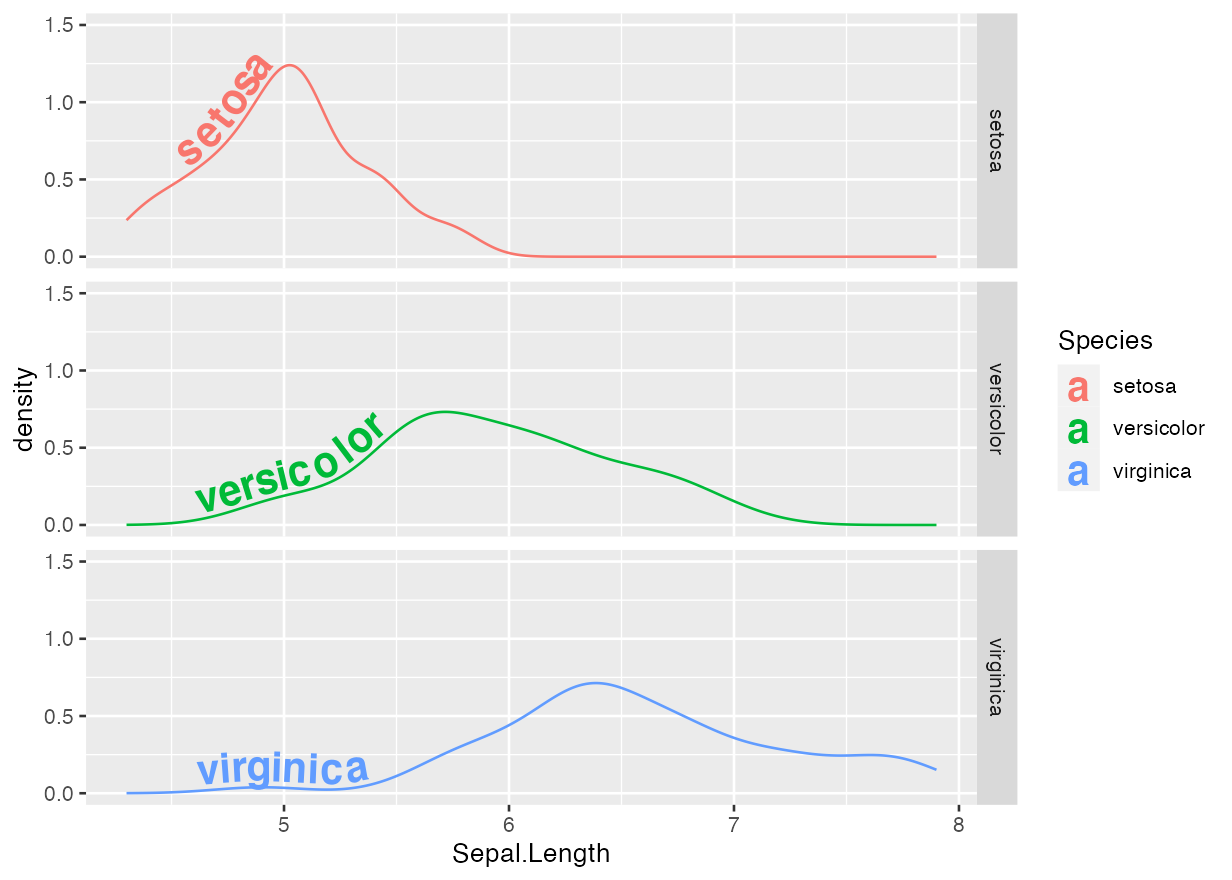 1.5
1.0
0.5
0.0
setosa
setosa
1.5
1.0
0.5
0.0
versicolor
versicolor
1.5
1.0
0.5
0.0
virginica
virginica
density
5 6 7 8
Sepal.Length
Species
a setosa
a versicolor
a virginica